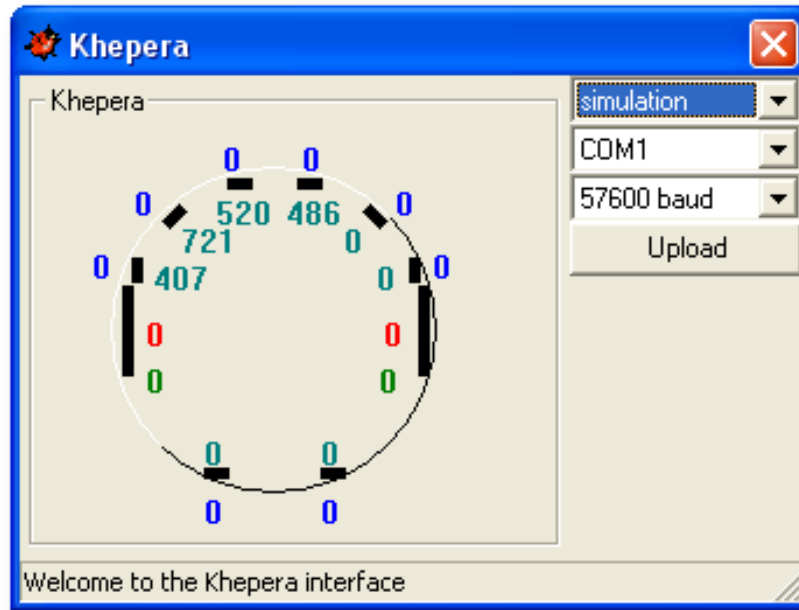 Khepera
simulation
Khepera
COM1
57600 baud
Upload
0 0
0 520 486 0
721 0
0 407 0 0
0 0
0 0
0 0
0 0
Welcome to the Khepera interface